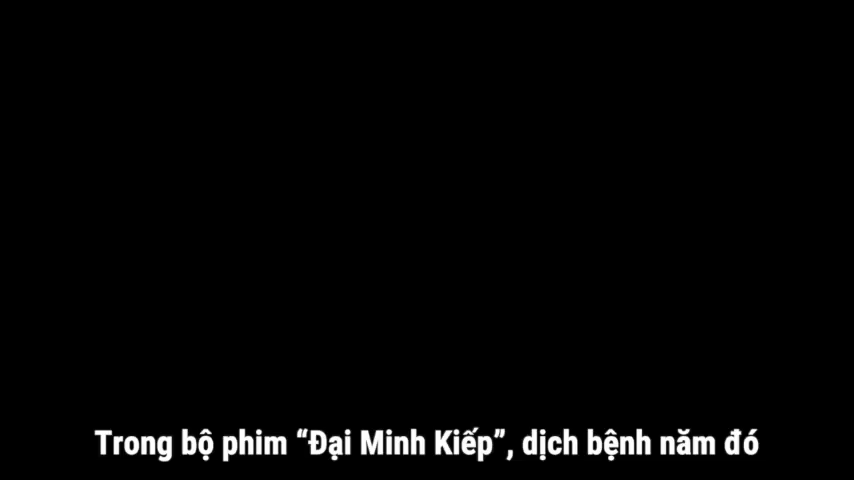 Trong bộ phim “Đại Minh Kiếp”, dịch bệnh năm đó